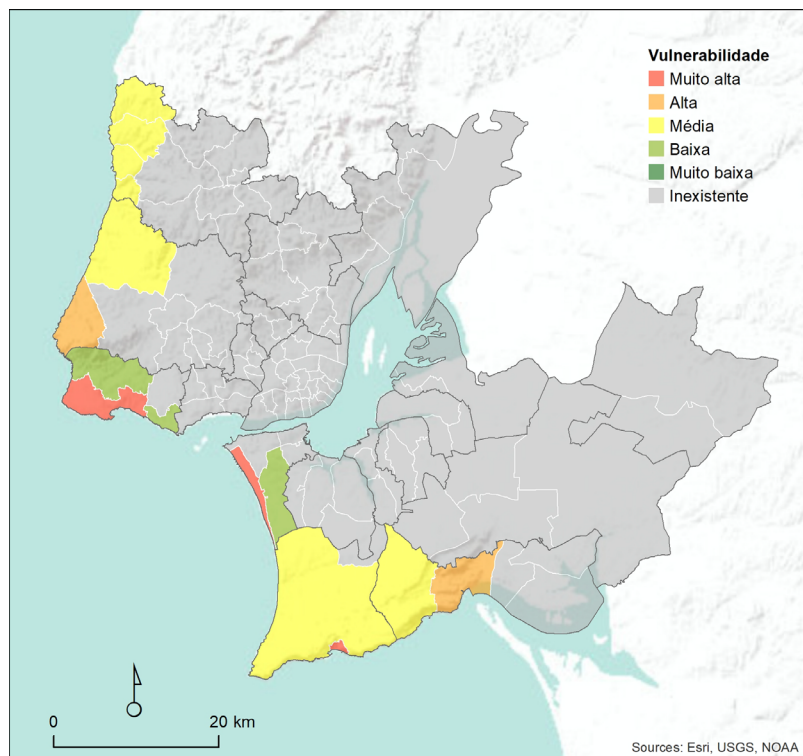 Vulnerabilidade
Muito alta
Alta
Média
Baixa
Muito baixa
Inexistente
0 20 km
Sources: Esri, USGS, NOAA